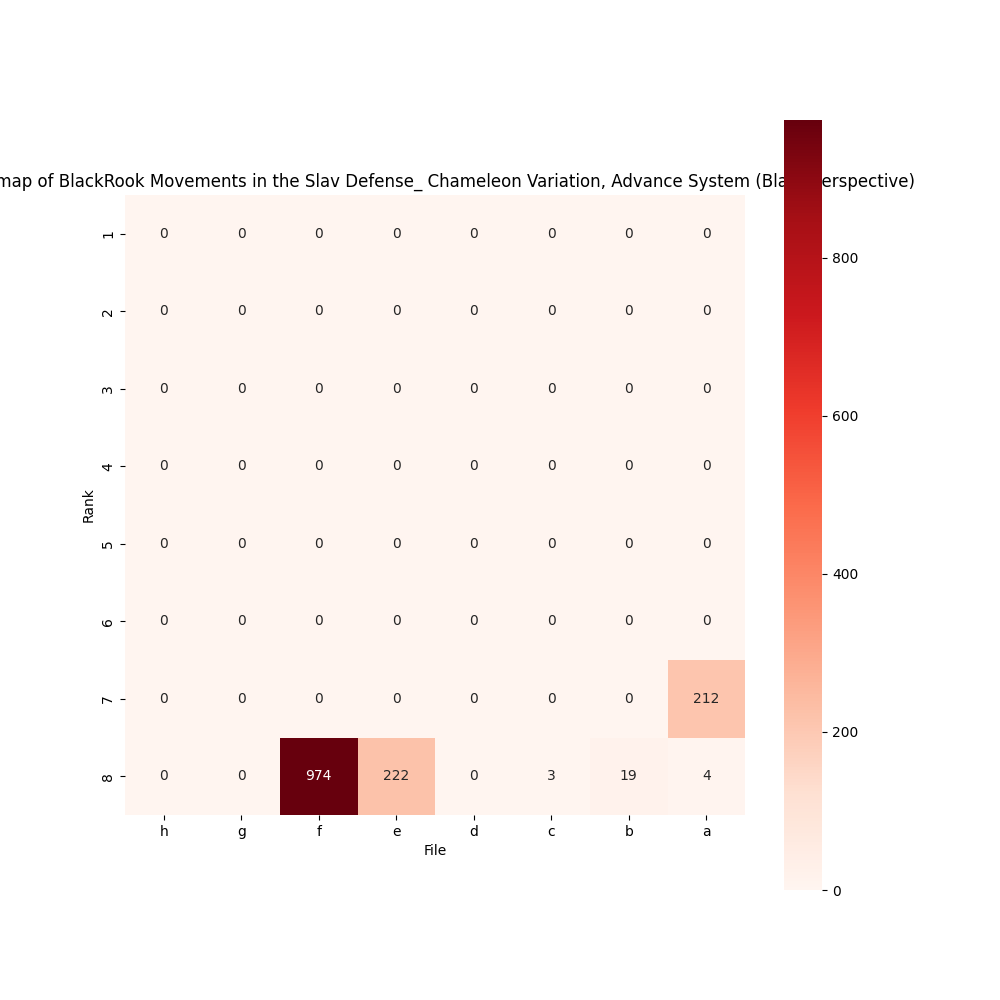 map of BlackRook Movements in the Slav Defense_ Chameleon Variation, Advance System (Bla erspective)
1 0 0 0 0 0 0 0 0
2 0 0 0 0 0 0 0 0
3 0 0 0 0 0 0 0 0
4 0 0 0 0 0 0 0 0
5 0 0 0 0 0 0 0 0
6 0 0 0 0 0 0 0 0
7 0 0 0 0 0 0 0 212
8 0 0 974 222 0 3 19 4
h g f e d c b a
File
Rank
800
600
400
200
0